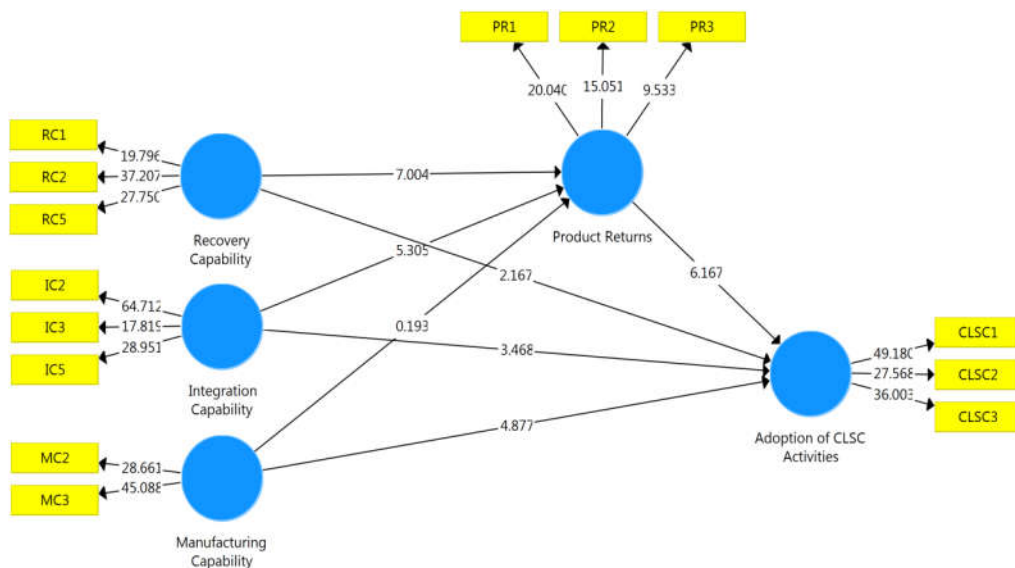 PR1
PR2
PR3
20.040
15.051
9.533
RC1
19.796
RC2
37.207
RC5
27.750
7.004
Recovery
Capability
Product Returns
5.305
2.167
6.167
IC2
64.712
IC3
17.819
IC5
28.951
0.193
3.468
Integration
Capability
CLSC1
49.180
CLSC2
27.568
CLSC3
36.003
4.877
Adoption of CLSC
Activities
MC2
28.661
MC3
45.088
Manufacturing
Capability